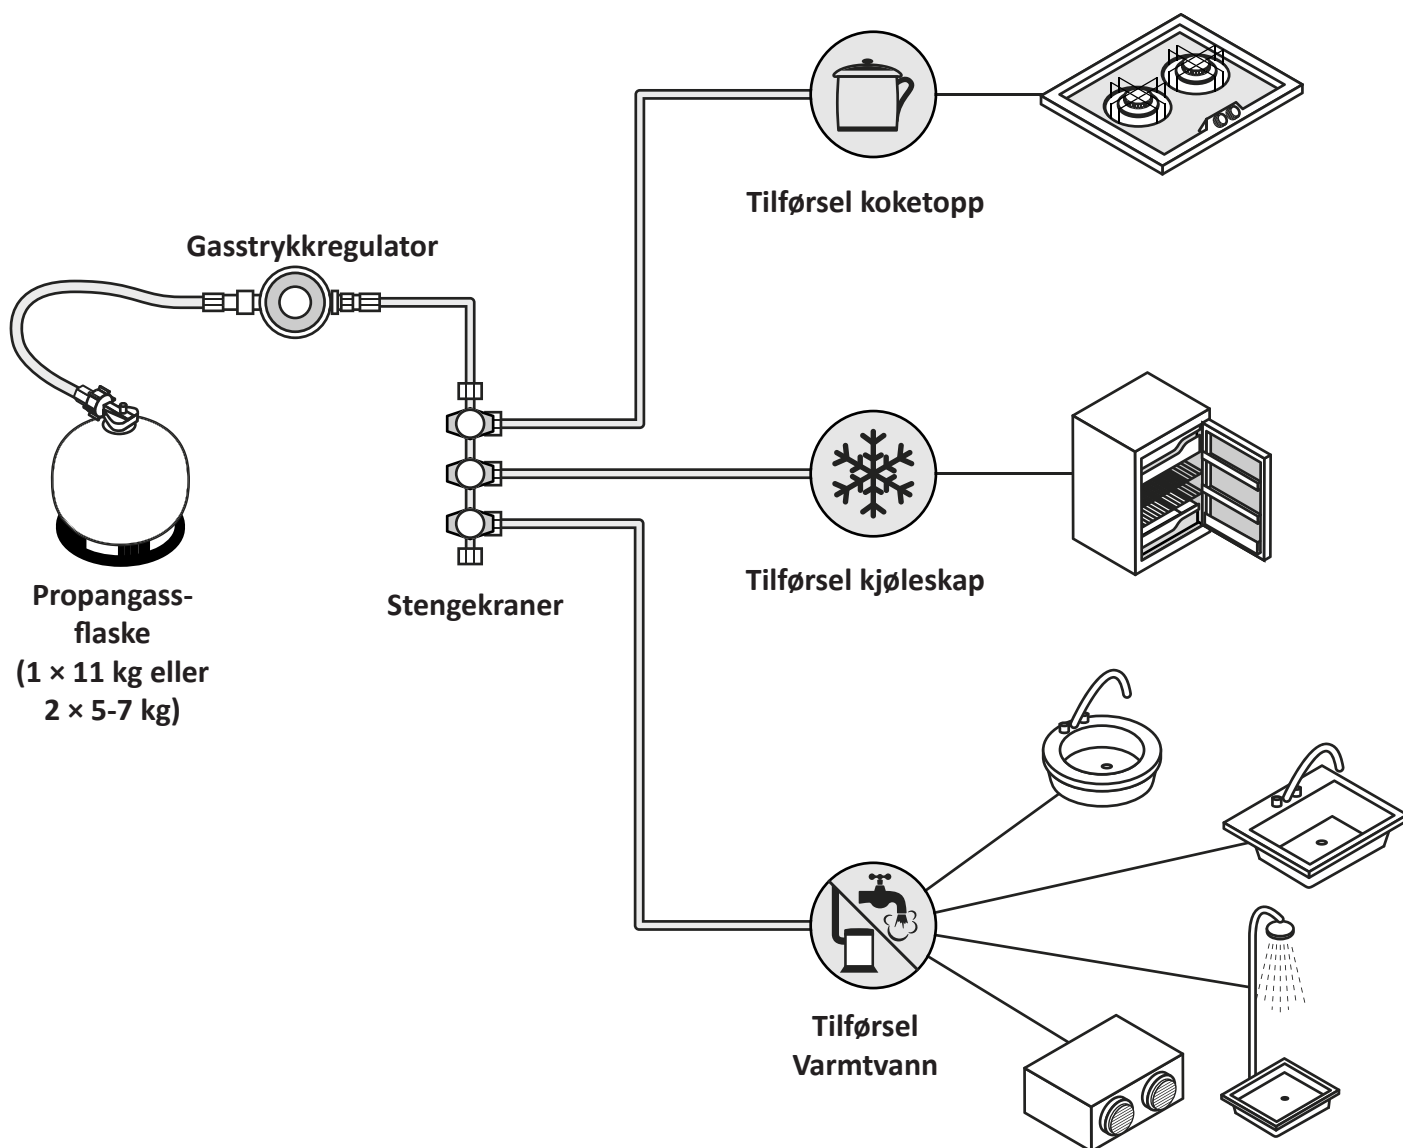 Tilførsel koketopp
Gasstrykkregulator
Tilførsel kjøleskap
Stengekraner
Propangass-
flaske
(1 × 11 kg eller
2 × 5-7 kg)
Tilførsel
Varmtvann